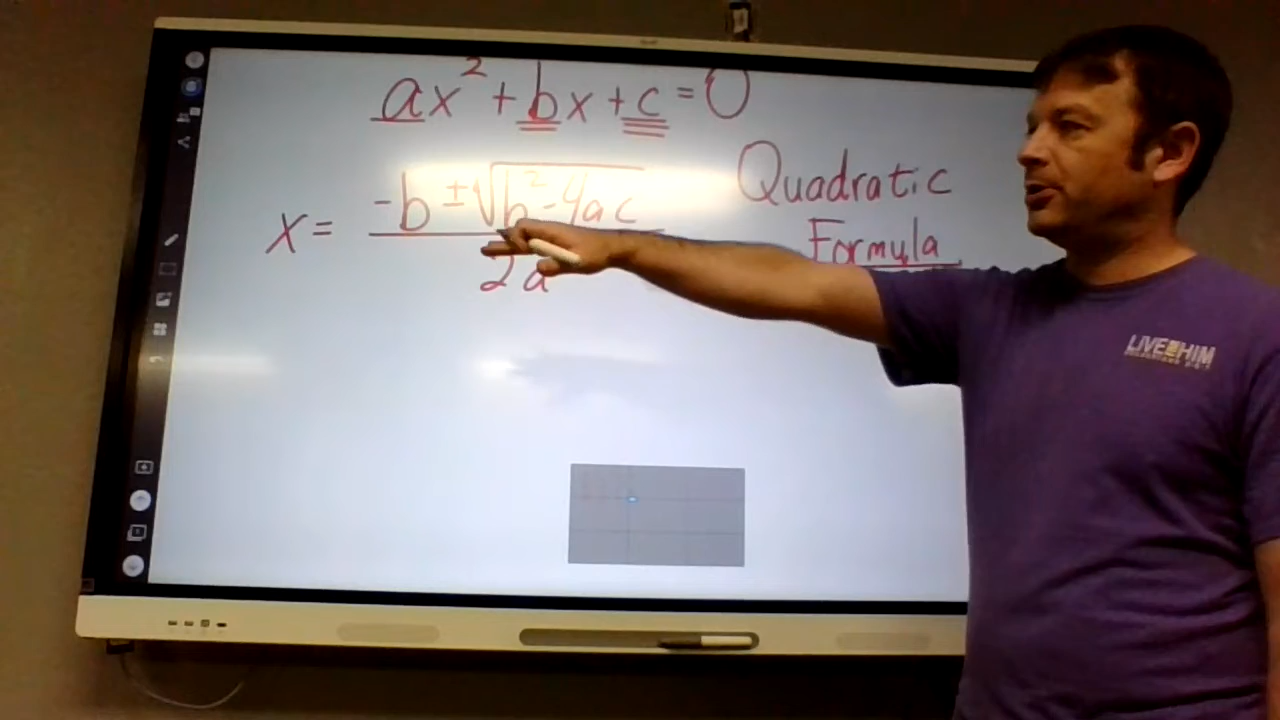 ax² + bx + c = 0
x = -b ± √b² - 4ac
2a
Quadratic
Formula
LIVE HIM